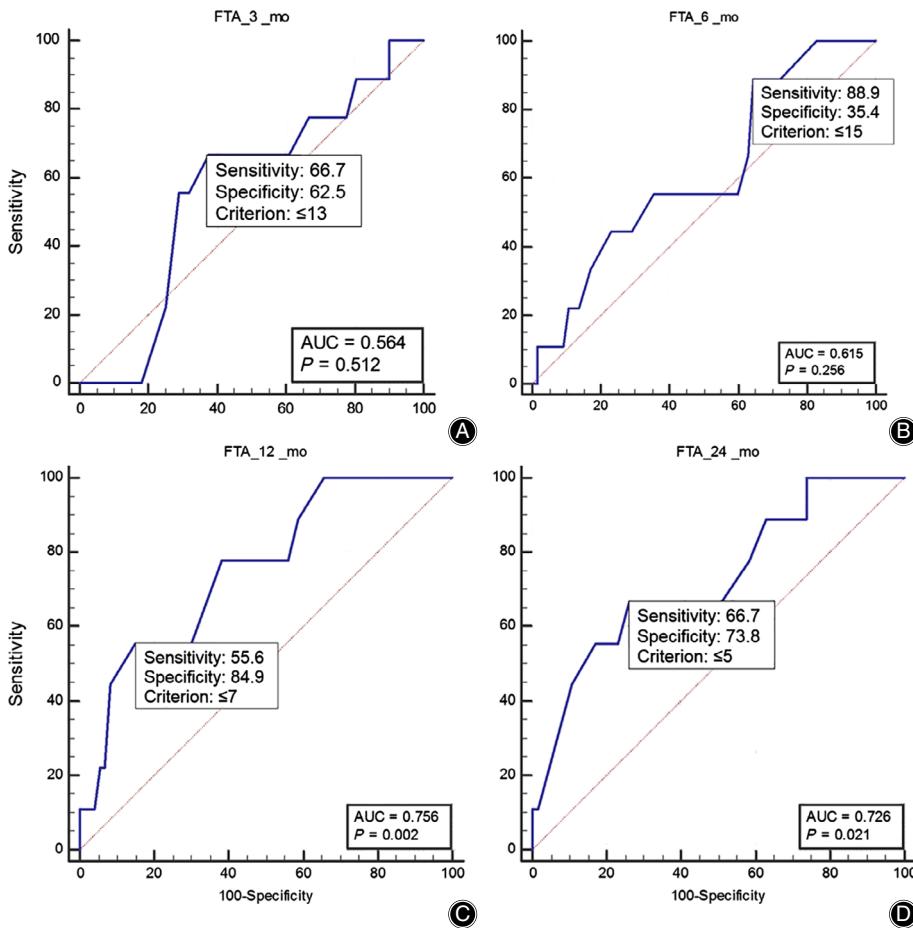 FTA_3 _mo
100
80
60
40
20
0
Sensitivity
Sensitivity: 66.7
Specificity: 62.5
Criterion: ≤13
AUC = 0.564
P = 0.512
0 20 40 60 80 100
A
FTA_6 _mo
100
80
60
40
20
0
Sensitivity: 88.9
Specificity: 35.4
Criterion: ≤15
AUC = 0.615
P = 0.256
0 20 40 60 80 100
B
FTA_12 _mo
100
80
60
40
20
0
Sensitivity
Sensitivity: 55.6
Specificity: 84.9
Criterion: ≤7
AUC = 0.756
P = 0.002
0 20 40 60 80 100
100-Specificity
C
FTA_24 _mo
100
80
60
40
20
0
Sensitivity: 66.7
Specificity: 73.8
Criterion: ≤5
AUC = 0.726
P = 0.021
0 20 40 60 80 100
100-Specificity
D